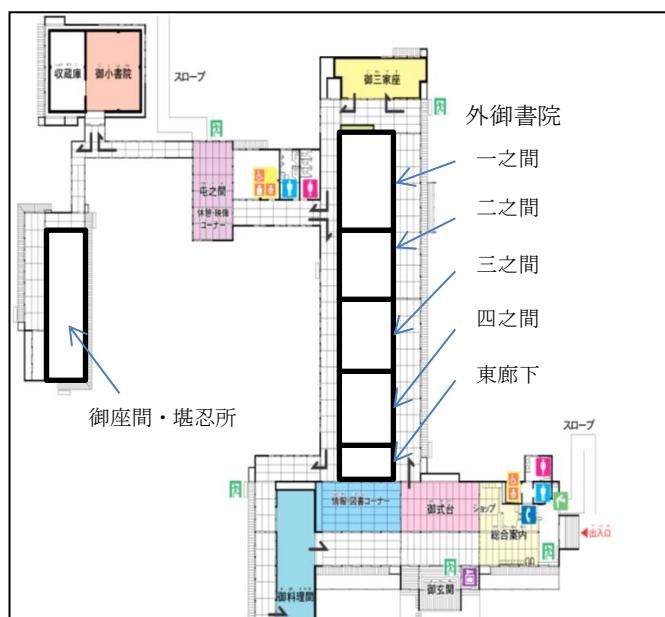 収蔵庫
御小書院
スロープ
御三家座
外御書院
一之間
二之間
三之間
四之間
東廊下
屯之間
休憩・映像
コーナー
御座間・堪忍所
スロープ
情報・図書コーナー
御式台
ショップ
総合案内
出入口
御料理間
御玄関